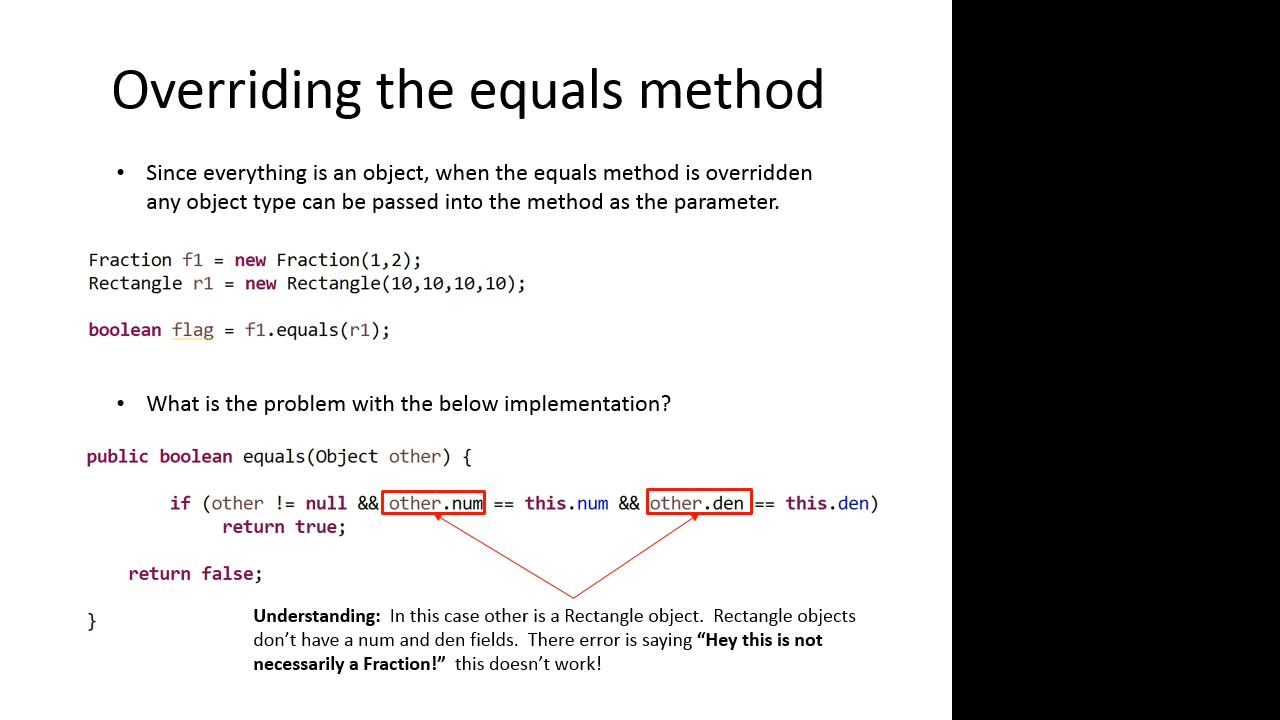 Overriding the equals method
• Since everything is an object, when the equals method is overridden
any object type can be passed into the method as the parameter.
Fraction f1 = new Fraction(1,2);
Rectangle r1 = new Rectangle(10,10,10,10);
boolean flag = f1.equals(r1);
• What is the problem with the below implementation?
public boolean equals(Object other) {
if (other != null && other.num == this.num && other.den == this.den)
return true;
return false;
}
Understanding: In this case other is a Rectangle object. Rectangle objects
don't have a num and den fields. There error is saying “Hey this is not
necessarily a Fraction!” this doesn't work!